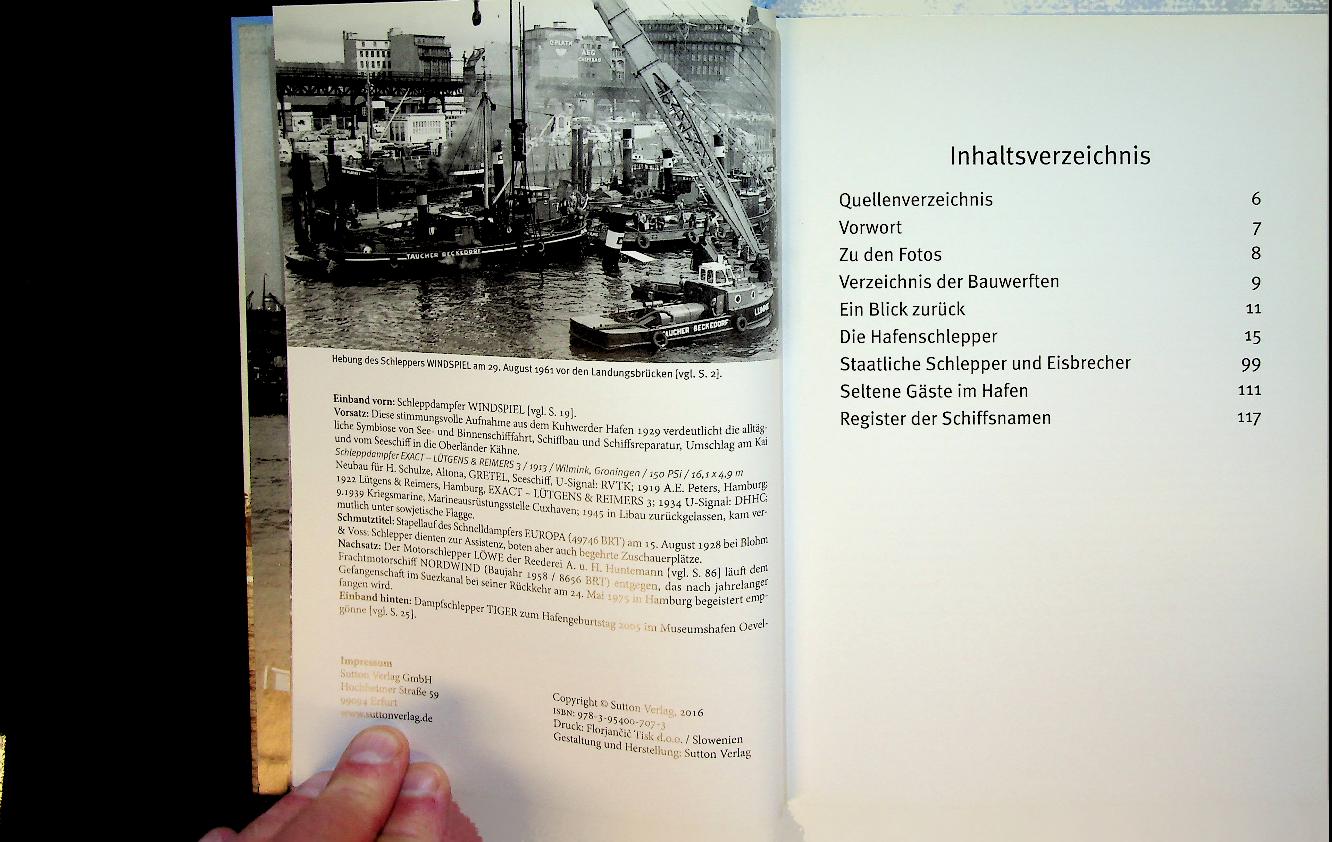 AEG
TAUCHER BECKEDORF
TAUCHER BECKEDORF
Hebung des Schleppers WINDSPIEL am 29. August 1961 vor den Landungsbrücken [vgl. S. 2].
Einband vorn: Schleppdampfer WINDSPIEL [vgl. S. 19].
Vorsatz: Diese stimmungsvolle Aufnahme aus dem Kuhwerder Hafen 1929 verdeutlicht die alltäg-
liche Symbiose von See- und Binnenschifffahrt, Schiffbau und Schiffsreparatur, Umschlag am Kai
und vom Seeschiff in die Oberländer Kähne.
Schleppdampfer EXACT – LÜTGENS & REIMERS 3 / 1913 / Wilmink, Groningen / 150 PSi / 16,1 x 4,9 m
Neubau für H. Schulze, Altona, GRETEL, Seeschiff, U-Signal: RVTK; 1919 A.E. Peters, Hamburg;
1922 Lütgens & Reimers, Hamburg, EXACT – LÜTGENS & REIMERS 3; 1934 U-Signal: DHHC;
9.1939 Kriegsmarine, Marineausrüstungsstelle Cuxhaven; 1945 in Libau zurückgelassen, kam ver-
mutlich unter sowjetische Flagge.
Schmutztitel: Stapellauf des Schnelldampfers EUROPA (49746 BRT) am 15. August 1928 bei Blohm
& Voss: Schlepper dienten zur Assistenz, boten aber auch begehrte Zuschauerplätze.
Nachsatz: Der Motorschlepper LÖWE der Reederei A. u. H. Huntemann [vgl. S. 86] läuft dem
Frachtmotorschiff NORDWIND (Baujahr 1958 / 8656 BRT) entgegen, das nach jahrelanger
Gefangenschaft im Suezkanal bei seiner Rückkehr am 24. Mai 1975 in Hamburg begeistert emp-
fangen wird.
Einband hinten: Dampfschlepper TIGER zum Hafengeburtstag 2005 im Museumshafen Oevel-
gönne [vgl. S. 25].
Impressum
Sutton Verlag GmbH
Hochheimer Straße 59
99094 Erfurt
www.suttonverlag.de
Copyright © Sutton Verlag, 2016
ISBN: 978-3-95400-707-3
Druck: Florjančič Tisk d.o.o. / Slowenien
Gestaltung und Herstellung: Sutton Verlag
Inhaltsverzeichnis
Quellenverzeichnis 6
Vorwort 7
Zu den Fotos 8
Verzeichnis der Bauwerften 9
Ein Blick zurück 11
Die Hafenschlepper 15
Staatliche Schlepper und Eisbrecher 99
Seltene Gäste im Hafen 111
Register der Schiffsnamen 117